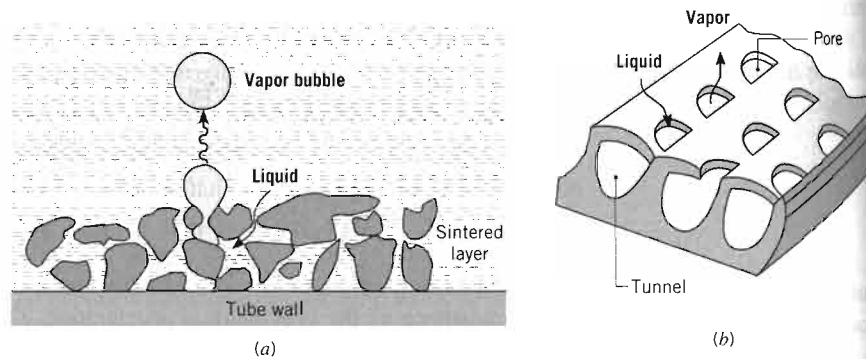 Vapor bubble
Liquid
Sintered
layer
Tube wall
(a)
Vapor
Pore
Liquid
Tunnel
(b)